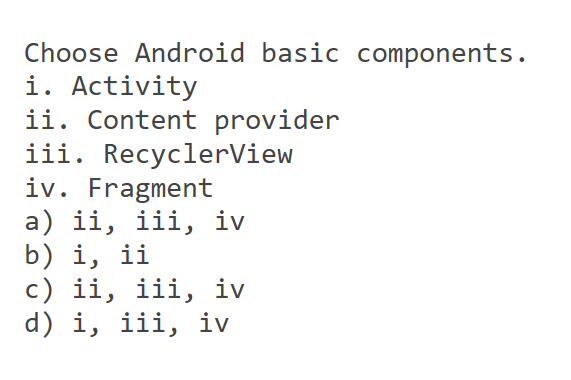 Choose Android basic components.
i. Activity
ii. Content provider
iii. RecyclerView
iv. Fragment
a) ii, iii, iv
b) i, ii
c) ii, iii, iv
d) i, iii, iv